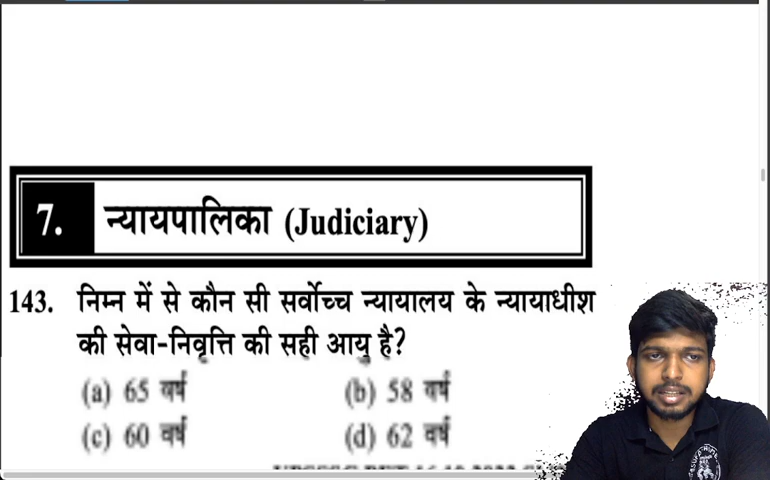 7. न्यायपालिका (Judiciary)
143. निम्न में से कौन सी सर्वोच्च न्यायालय के न्यायाधीश
की सेवा-निवृत्ति की सही आयु है?
(a) 65 वर्ष (b) 58 वर्ष
(c) 60 वर्ष (d) 62 वर्ष